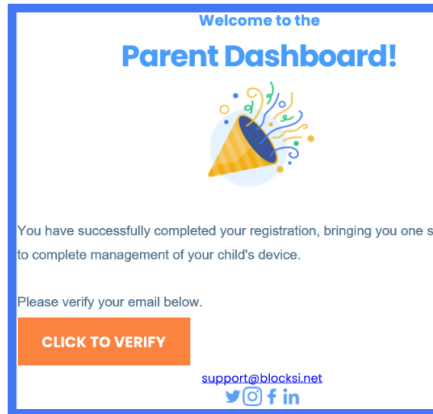 Welcome to the
Parent Dashboard!
You have successfully completed your registration, bringing you one
to complete management of your child's device.
Please verify your email below.
CLICK TO VERIFY
support@blocksi.net